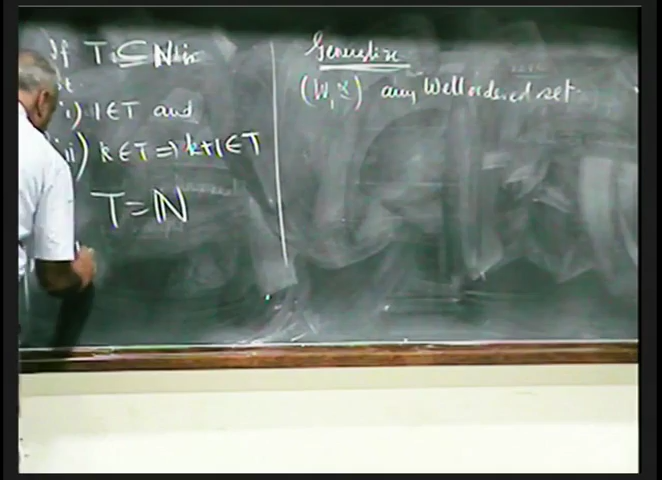 If T ⊆ N is
i) 1 ∈ T and
ii) k ∈ T ⇒ k+1 ∈ T
T = N
Generalize
(W, ≤) any Well ordered set.